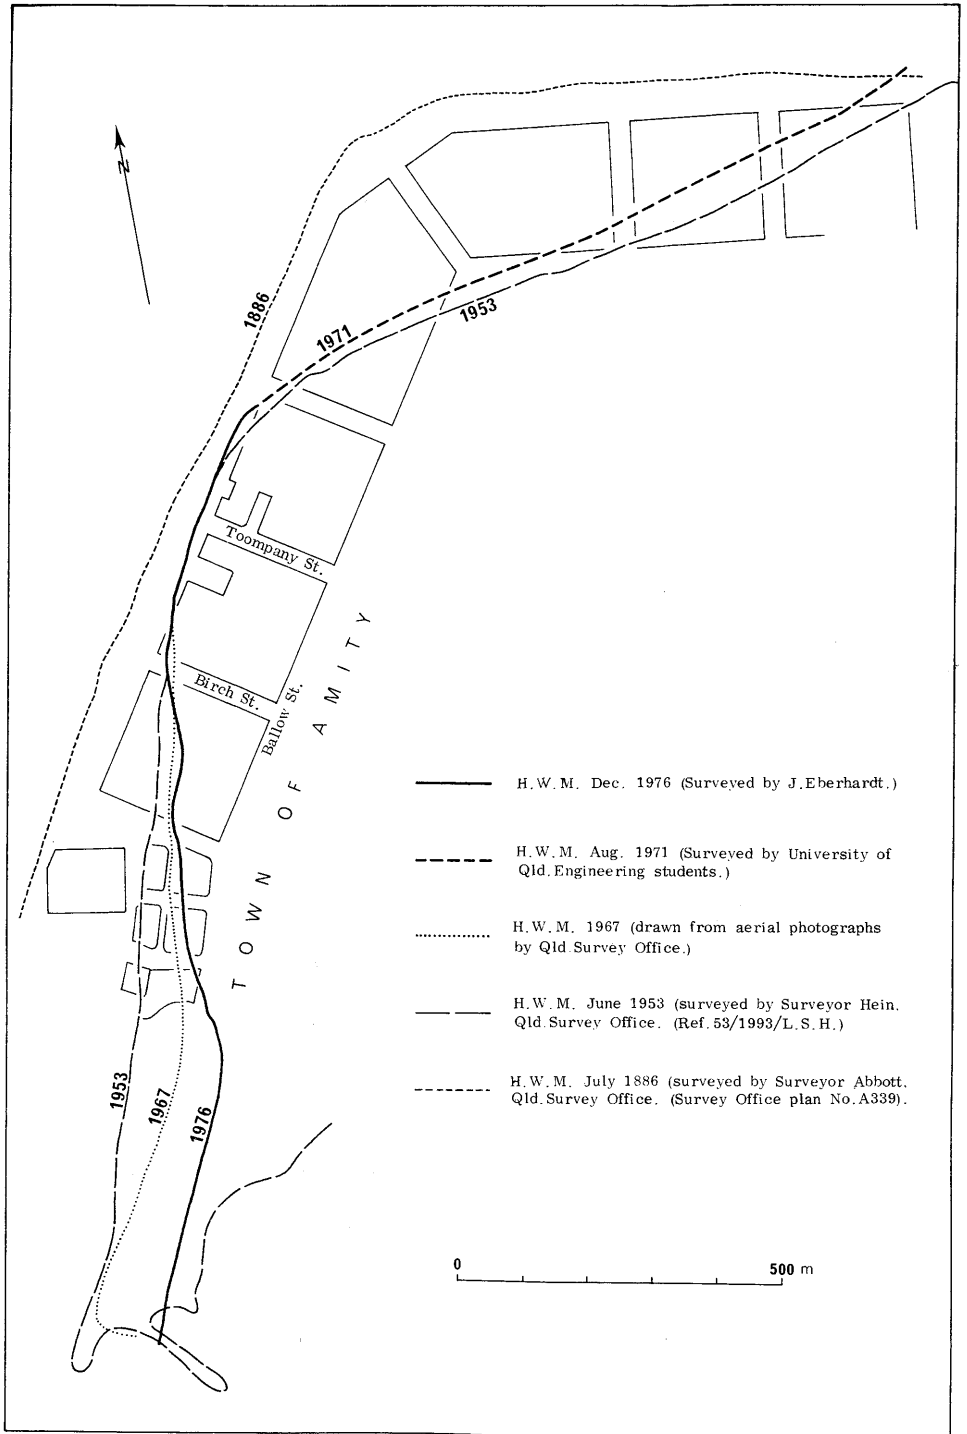 N
1886
1971
1953
Toompany St.
Birch St.
Ballow St.
TOWN OF AMITY
1953
1967
1976
H.W.M. Dec. 1976 (Surveyed by J.Eberhardt.)
H.W.M. Aug. 1971 (Surveyed by University of
Qld. Engineering students.)
H.W.M. 1967 (drawn from aerial photographs
by Qld. Survey Office.)
H.W.M. June 1953 (surveyed by Surveyor Hein,
Qld. Survey Office. (Ref. 53/1993/L.S.H.)
H.W.M. July 1886 (surveyed by Surveyor Abbott,
Qld. Survey Office. (Survey Office plan No. A339).
0 500 m